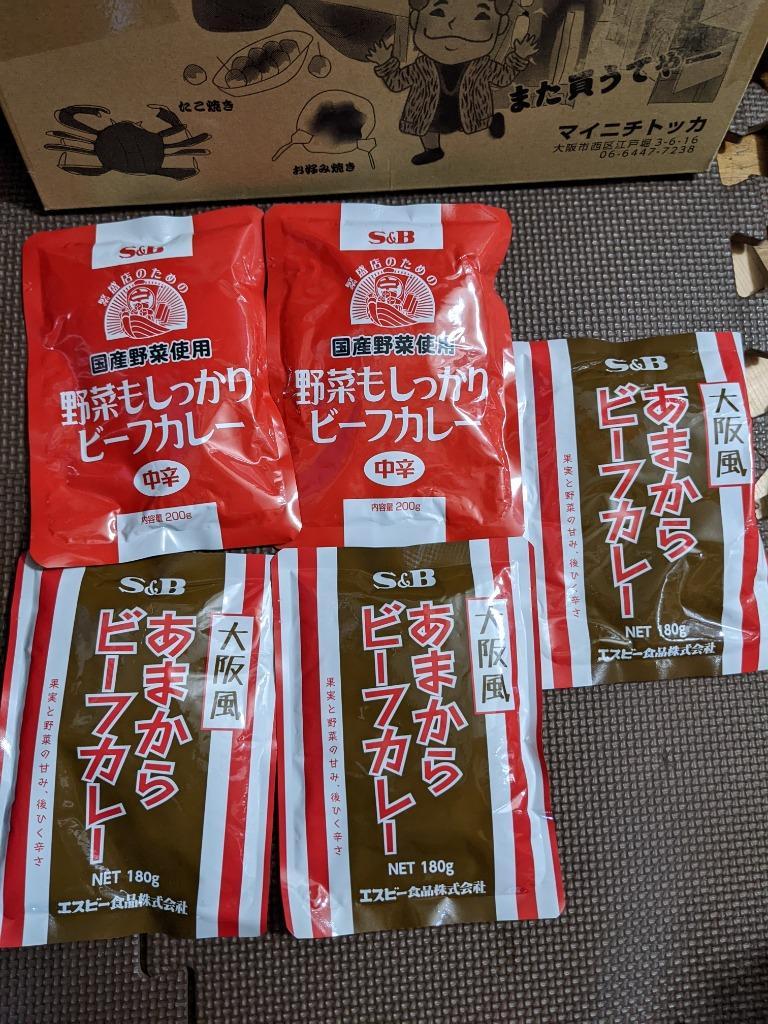 また買うてや一
たこ焼き
お好み焼き
マイニチトッカ
大阪市西区江戸堀3-6-16
06-6447-7238
S&B
繁盛店のための
国産野菜使用
野菜もしっかり
ビーフカレー
中辛
内容量 200g
S&B
繁盛店のための
国産野菜使用
野菜もしっかり
ビーフカレー
中辛
内容量 200g
S&B
大阪風
あまから
ビーフカレー
果実と野菜の甘み、後ひく辛さ
NET 180g
エスビー食品株式会社
S&B
大阪風
あまから
ビーフカレー
果実と野菜の甘み、後ひく辛さ
NET 180g
エスビー食品株式会社
S&B
大阪風
あまから
ビーフカレー
果実と野菜の甘み、後ひく辛さ
NET 180g
エスビー食品株式会社